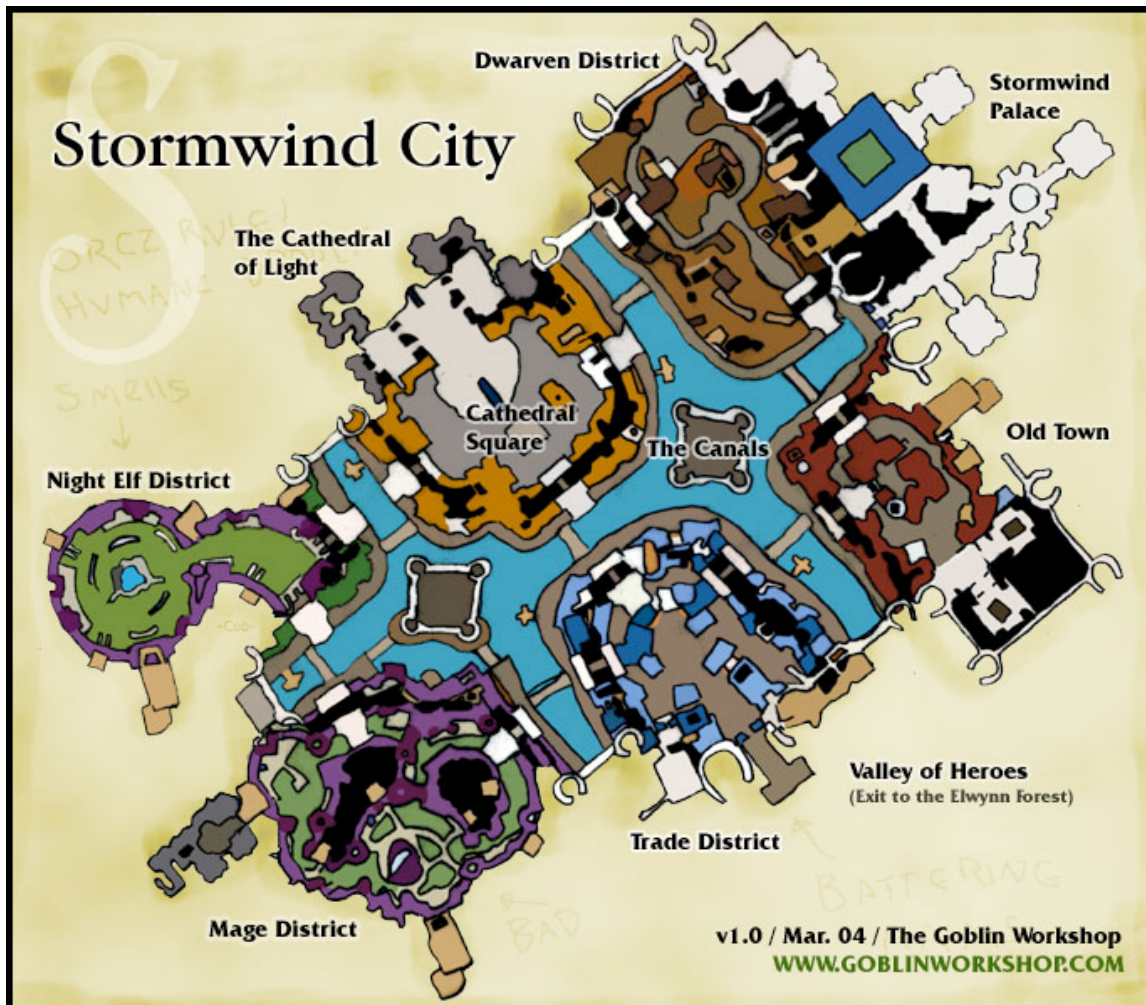 Dwarven District
Stormwind
Palace
S
Stormwind City
ORCZ RULE!
The Cathedral
of Light
HVMANZ
Smells
Cathedral
Square
The Canals
Old Town
Night Elf District
-CoD-
Valley of Heroes
(Exit to the Elwynn Forest)
Trade District
BATTERING
BAD
Mage District
v1.0 / Mar. 04 / The Goblin Workshop
WWW.GOBLINWORKSHOP.COM